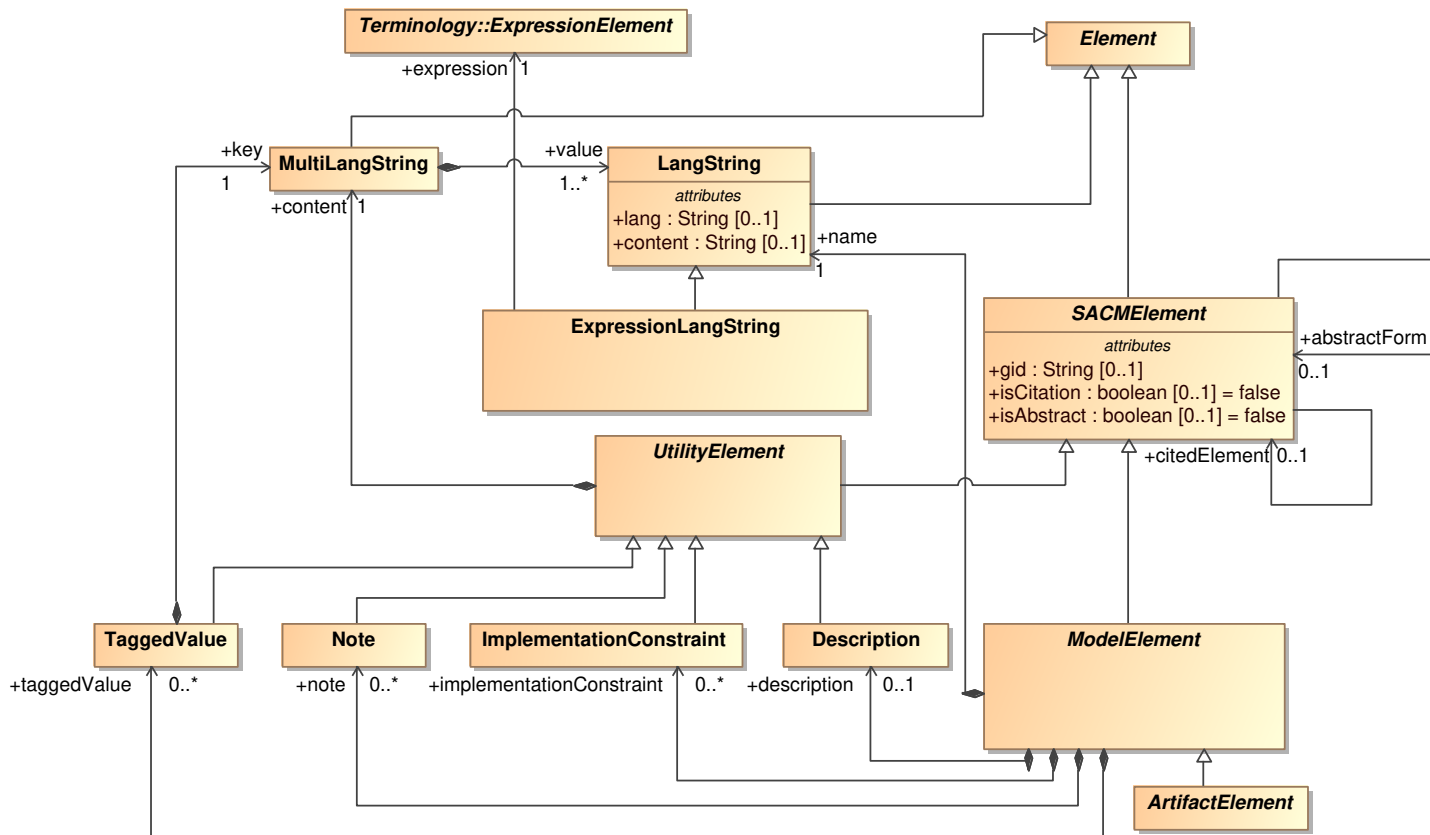 Terminology::ExpressionElement
Element
+expression 1
+key
+value
MultiLangString
LangString
1
1..*
attributes
+content 1
+lang : String [0..1]
+content : String [0..1]
+name
1
ExpressionLangString
SACMElement
attributes
+abstractForm
+gid : String [0..1]
0..1
+isCitation : boolean [0..1] = false
+isAbstract : boolean [0..1] = false
UtilityElement
+citedElement 0..1
TaggedValue
Note
ImplementationConstraint
Description
ModelElement
+taggedValue 0..*
+note 0..*
+implementationConstraint 0..*
+description 0..1
ArtifactElement